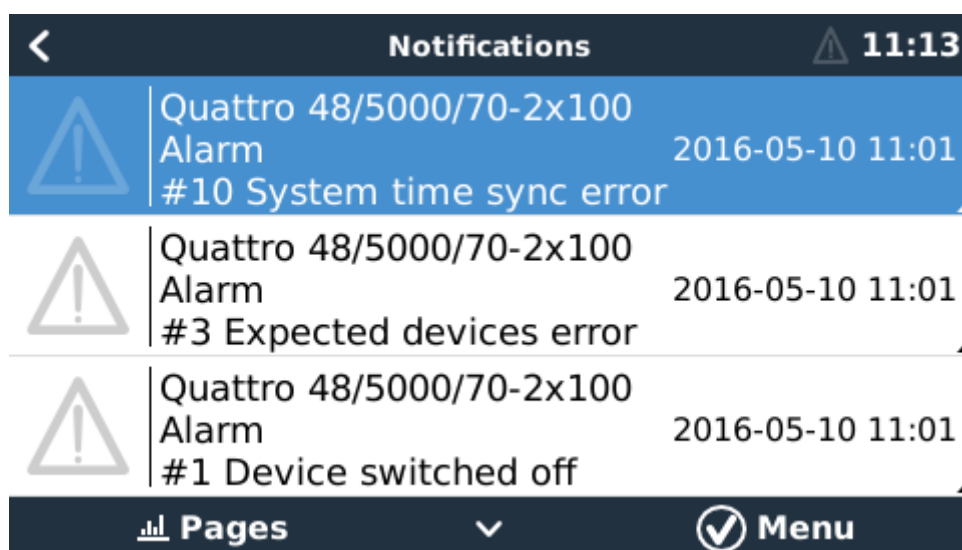 Notifications
11:13
Quattro 48/5000/70-2x100
Alarm
2016-05-10 11:01
#10 System time sync error
Quattro 48/5000/70-2x100
Alarm
2016-05-10 11:01
#3 Expected devices error
Quattro 48/5000/70-2x100
Alarm
2016-05-10 11:01
#1 Device switched off
Pages
Menu